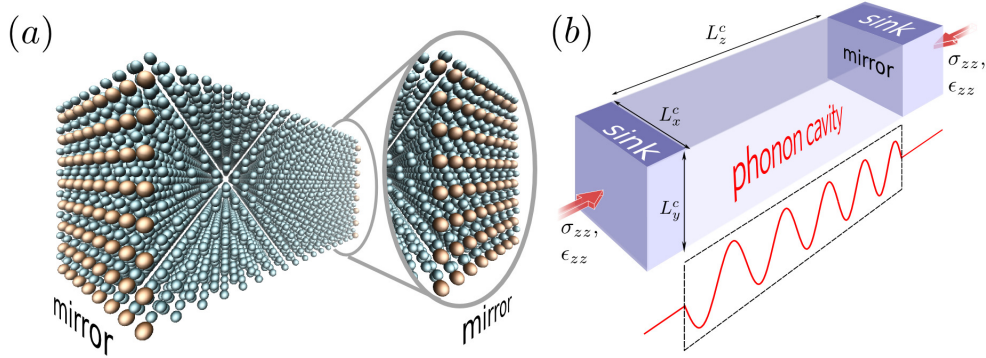 (a)
mirror
mirror
(b)
sink
mirror
σ_zz,
ϵ_zz
L_z^c
L_x^c
sink
L_y^c
phonon cavity
σ_zz,
ϵ_zz